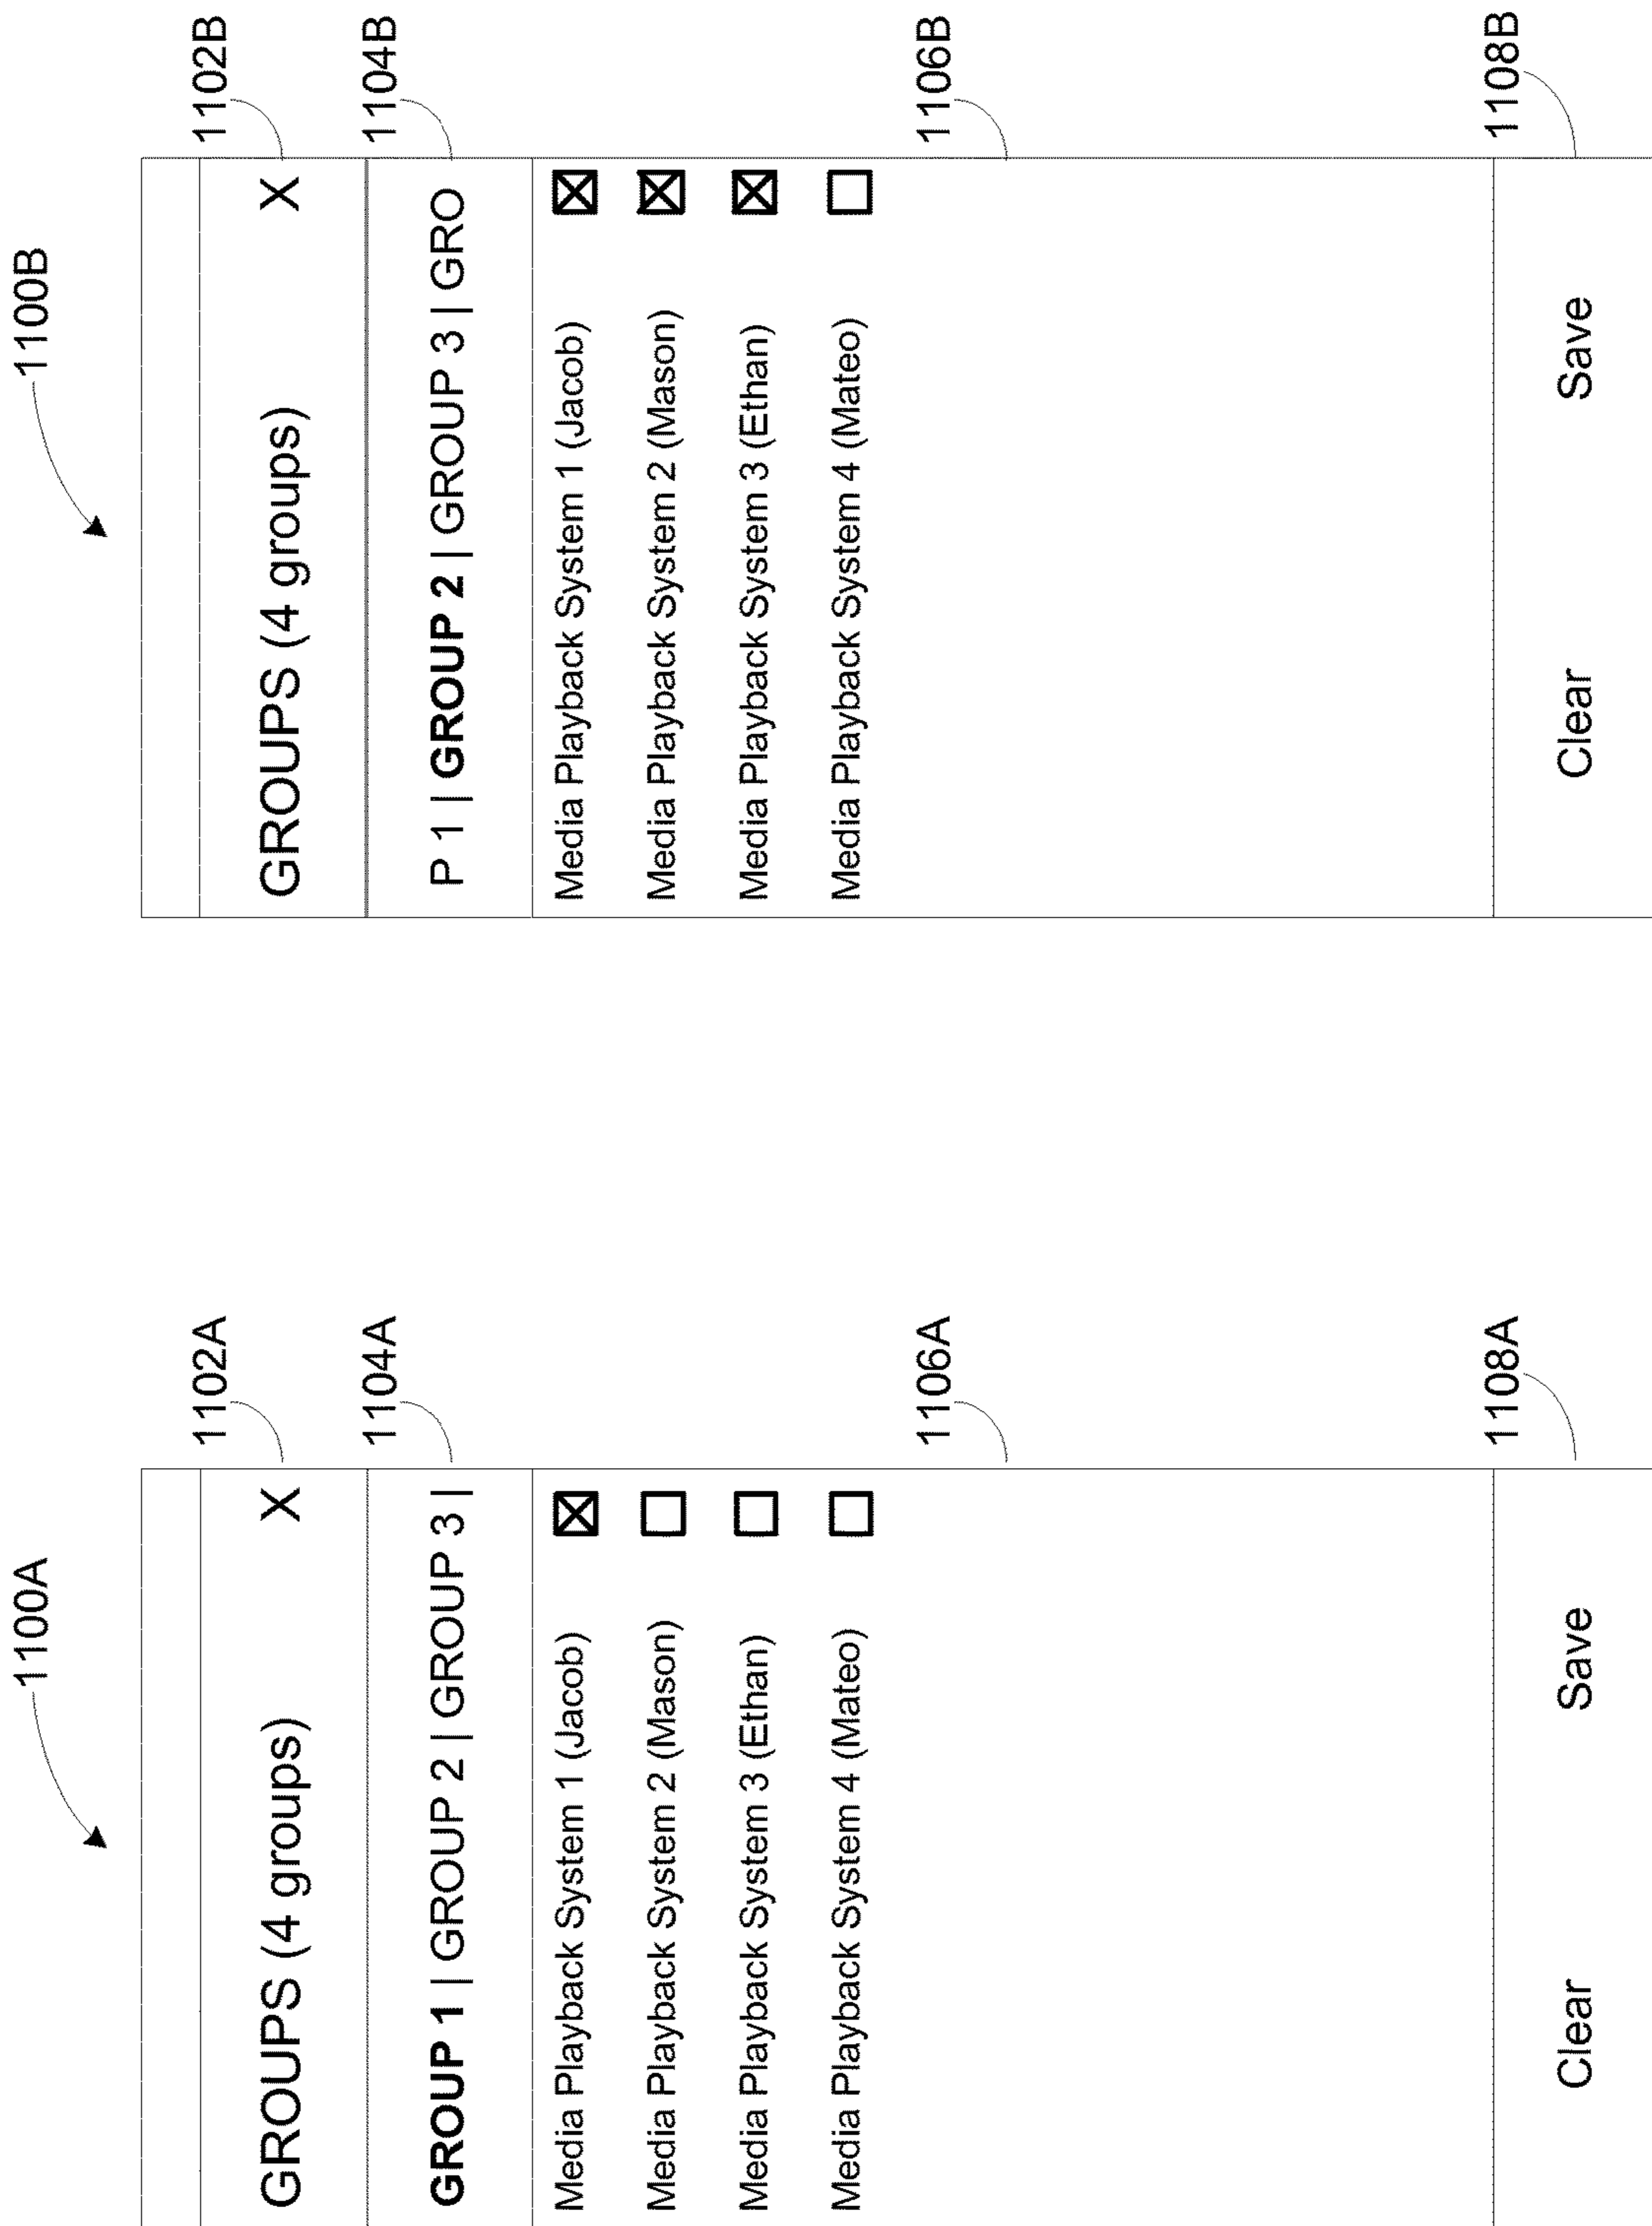 1100A
GROUPS (4 groups) X
1102A
GROUP 1 | GROUP 2 | GROUP 3 |
1104A
Media Playback System 1 (Jacob)
Media Playback System 2 (Mason)
Media Playback System 3 (Ethan)
Media Playback System 4 (Mateo)
1106A
Clear Save
1108A
1100B
GROUPS (4 groups) X
1102B
P 1 | GROUP 2 | GROUP 3 | GRO
1104B
Media Playback System 1 (Jacob)
Media Playback System 2 (Mason)
Media Playback System 3 (Ethan)
Media Playback System 4 (Mateo)
1106B
Clear Save
1108B